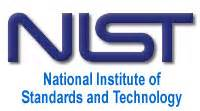 NIST
National Institute of
Standards and Technology